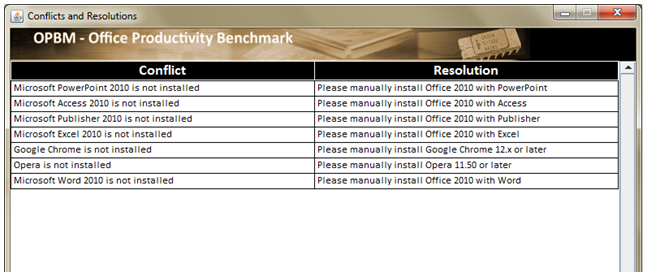 Conflicts and Resolutions
OPBM - Office Productivity Benchmark
Conflict Resolution
Microsoft PowerPoint 2010 is not installed Please manually install Office 2010 with PowerPoint
Microsoft Access 2010 is not installed Please manually install Office 2010 with Access
Microsoft Publisher 2010 is not installed Please manually install Office 2010 with Publisher
Microsoft Excel 2010 is not installed Please manually install Office 2010 with Excel
Google Chrome is not installed Please manually install Google Chrome 12.x or later
Opera is not installed Please manually install Opera 11.50 or later
Microsoft Word 2010 is not installed Please manually install Office 2010 with Word